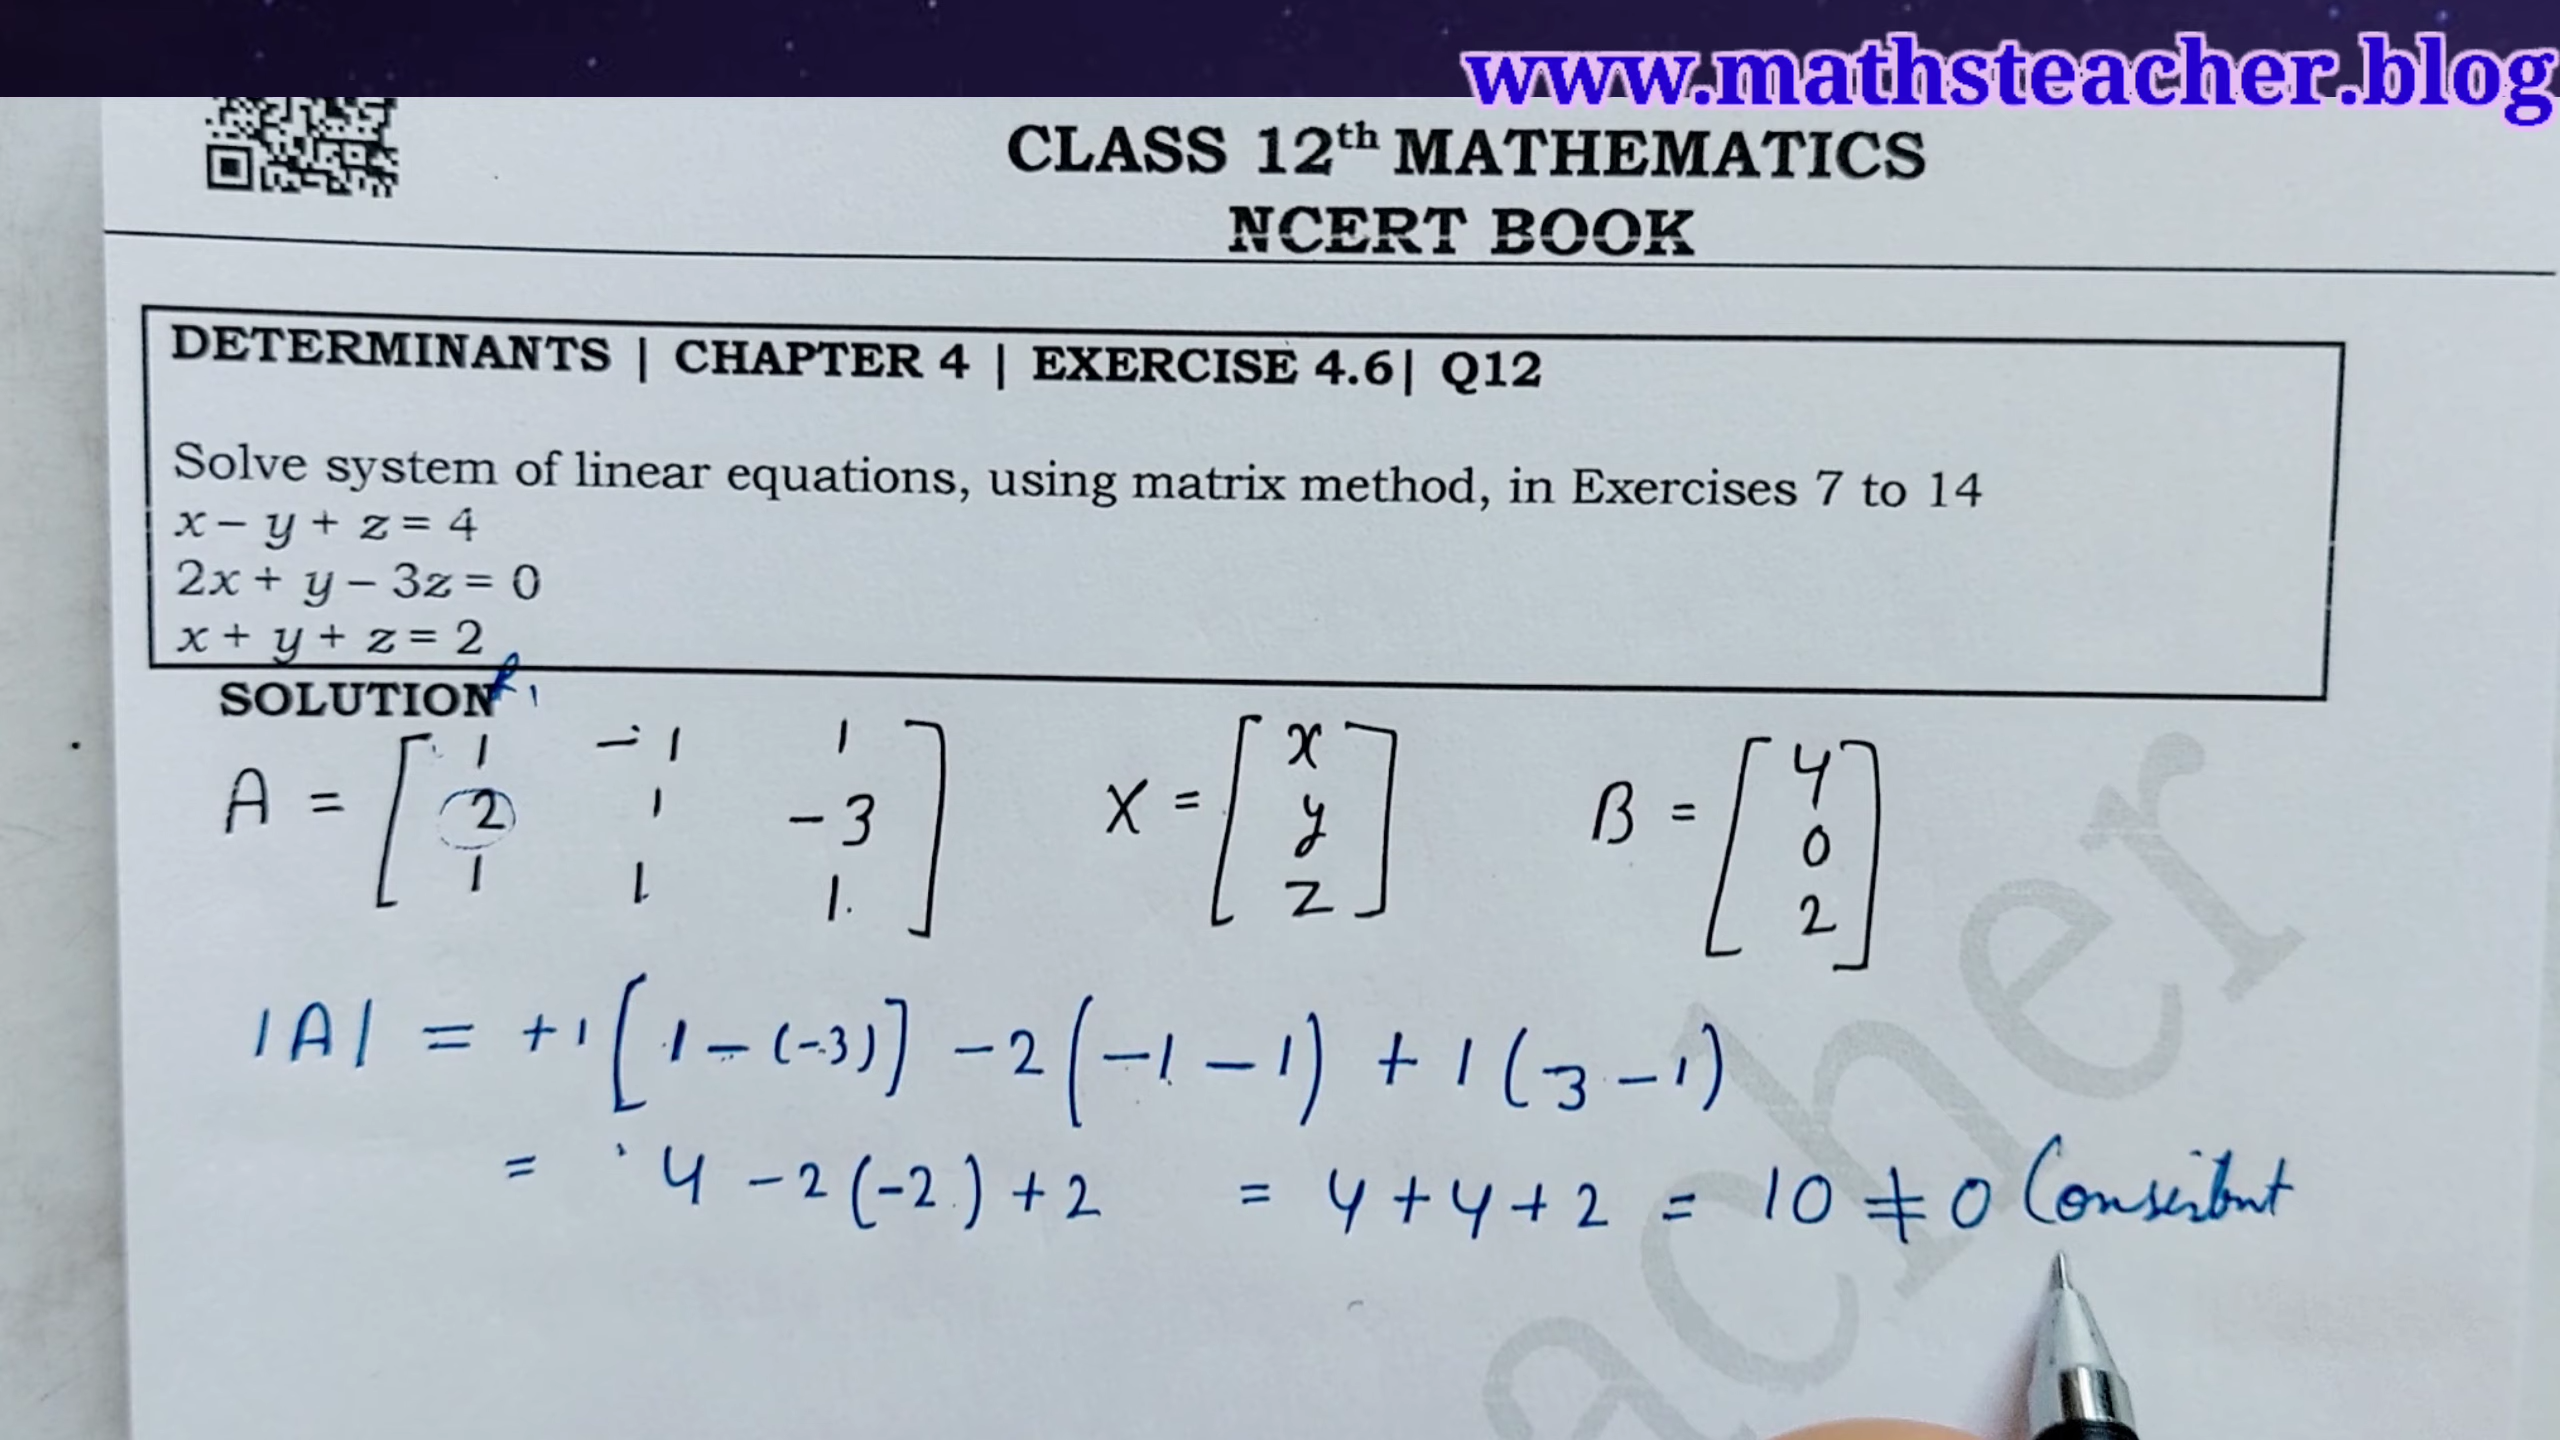 www.mathsteacher.blog
CLASS 12th MATHEMATICS
NCERT BOOK
DETERMINANTS | CHAPTER 4 | EXERCISE 4.6| Q12
Solve system of linear equations, using matrix method, in Exercises 7 to 14
x – y + z = 4
2x + y – 3z = 0
x + y + z = 2
SOLUTION
A = [ 1 -1 1
2 1 -3
1 1 1 ]
X = [ x
y
z ]
B = [ 4
0
2 ]
|A| = +1[1-(-3)] -2(-1-1) +1(3-1)
= 4 -2(-2) +2 = 4+4+2 = 10 ≠ 0
acher